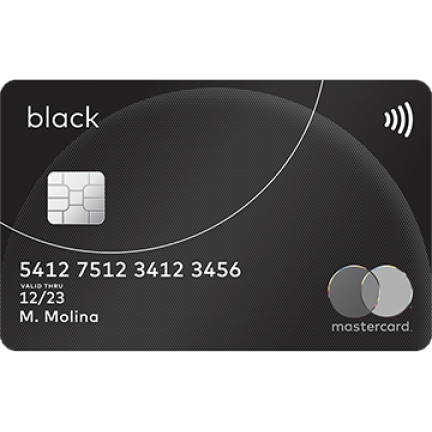 black
5412 7512 3412 3456
VALID THRU
12/23
M. Molina
mastercard.